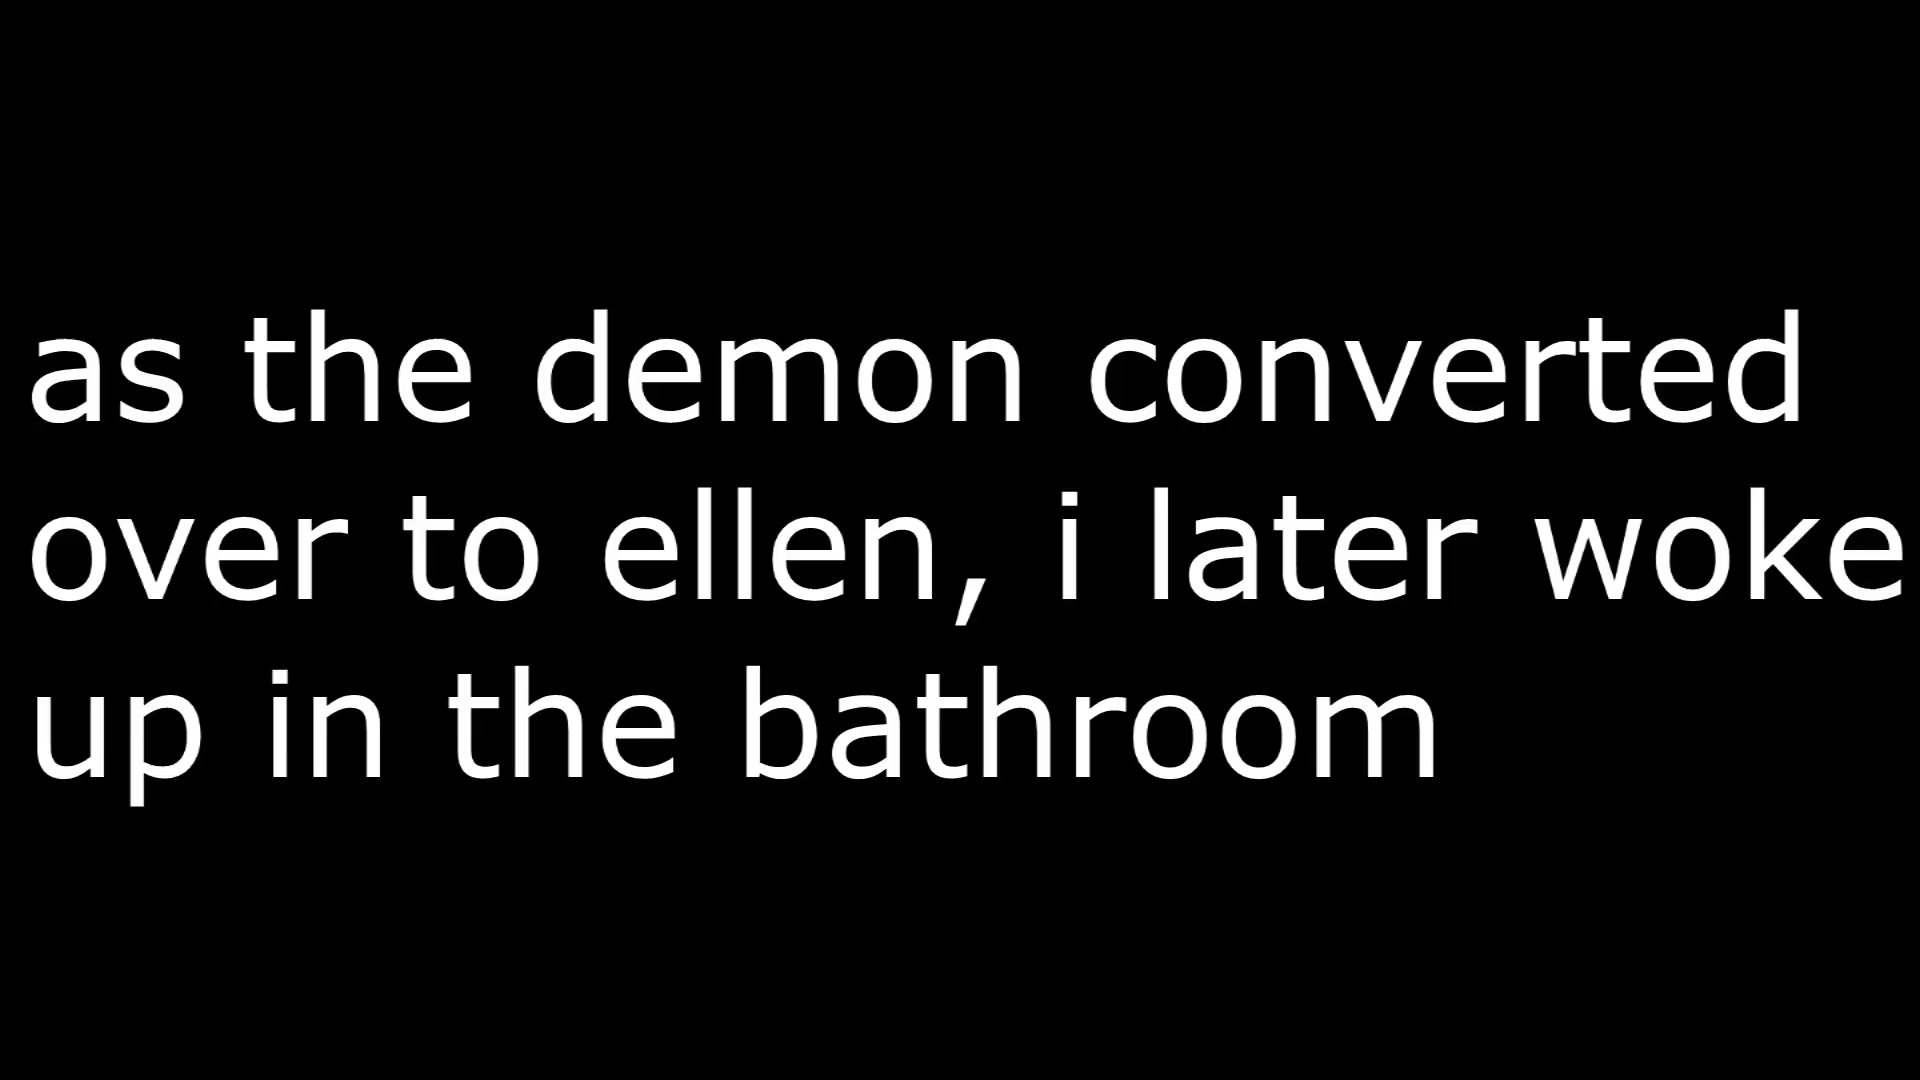 as the demon converted
over to ellen, i later woke
up in the bathroom